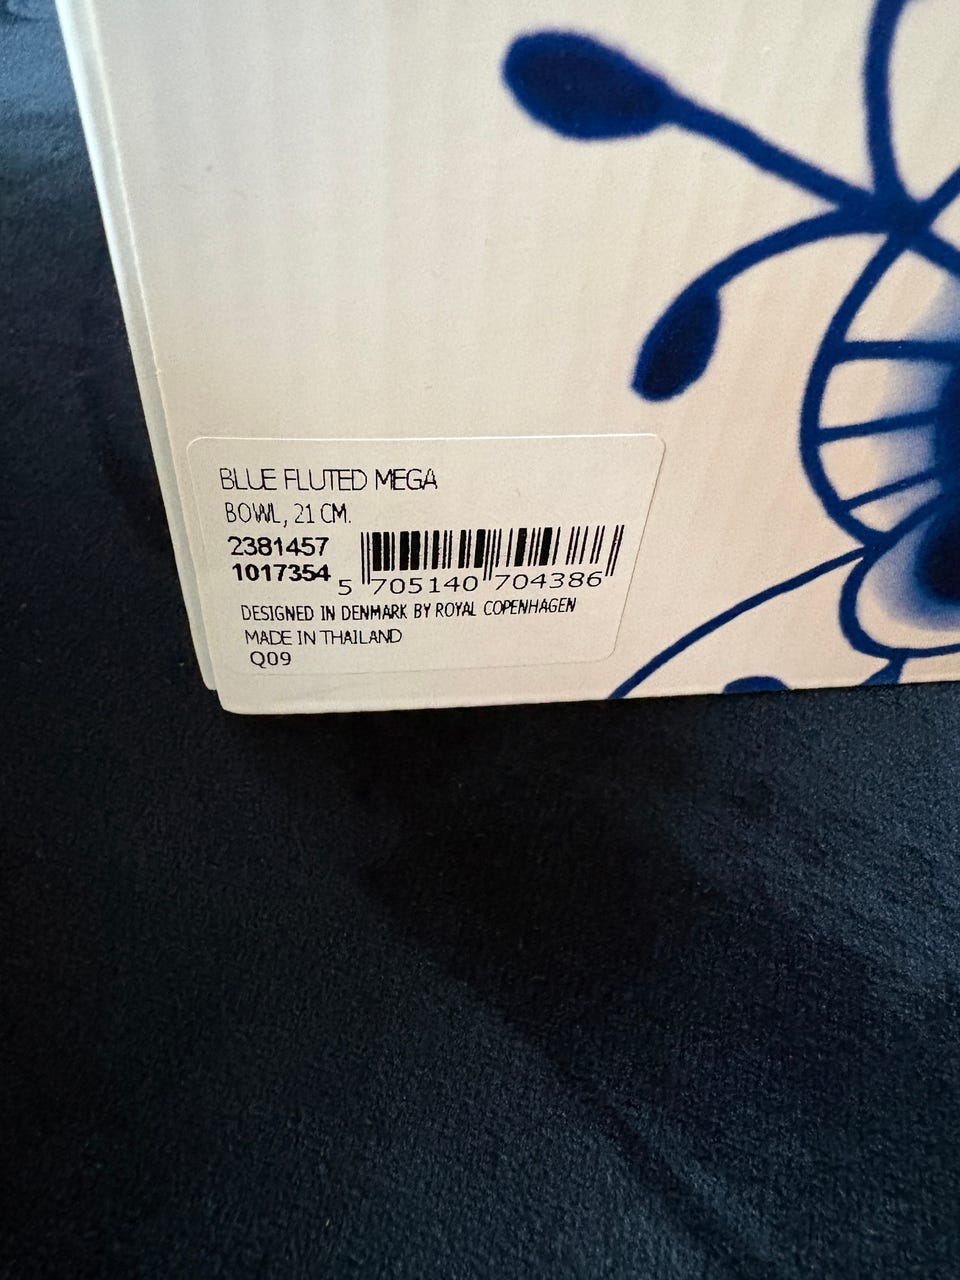 BLUE FLUTED MEGA
BOWL, 21 CM.
2381457
1017354
5 705140 704386
DESIGNED IN DENMARK BY ROYAL COPENHAGEN
MADE IN THAILAND
Q09